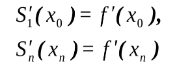 S′₁(x₀) = f′(x₀),
S′ₙ(xₙ) = f′(xₙ)